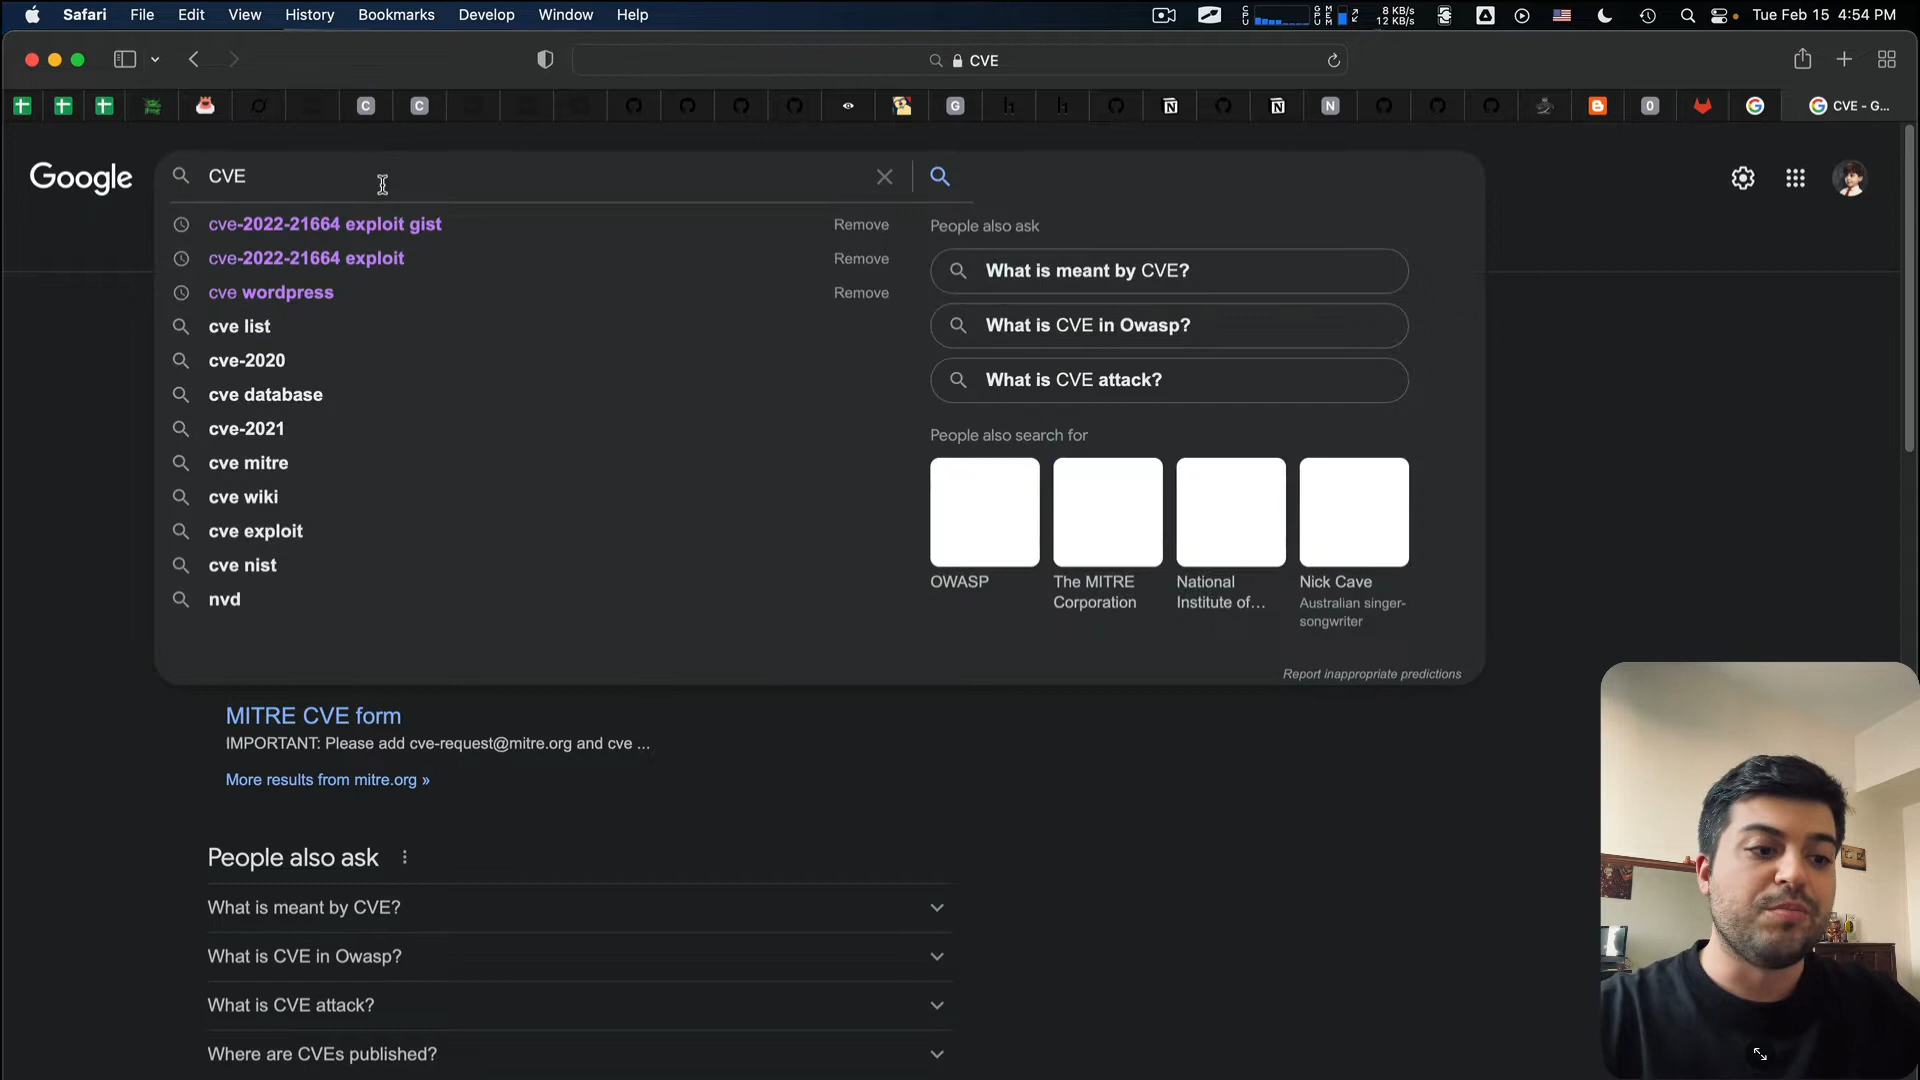 Safari File Edit View History Bookmarks Develop Window Help
CPU GPU MEM 8 KB/s 12 KB/s Tue Feb 15 4:54 PM
CVE
C C G N N N 0 CVE - G...
Google
CVE
cve-2022-21664 exploit gist Remove
cve-2022-21664 exploit Remove
cve wordpress Remove
cve list
cve-2020
cve database
cve-2021
cve mitre
cve wiki
cve exploit
cve nist
nvd
People also ask
What is meant by CVE?
What is CVE in Owasp?
What is CVE attack?
People also search for
OWASP
The MITRE
Corporation
National
Institute of...
Nick Cave
Australian singer-
songwriter
Report inappropriate predictions
MITRE CVE form
IMPORTANT: Please add cve-request@mitre.org and cve ...
More results from mitre.org »
People also ask
What is meant by CVE?
What is CVE in Owasp?
What is CVE attack?
Where are CVEs published?